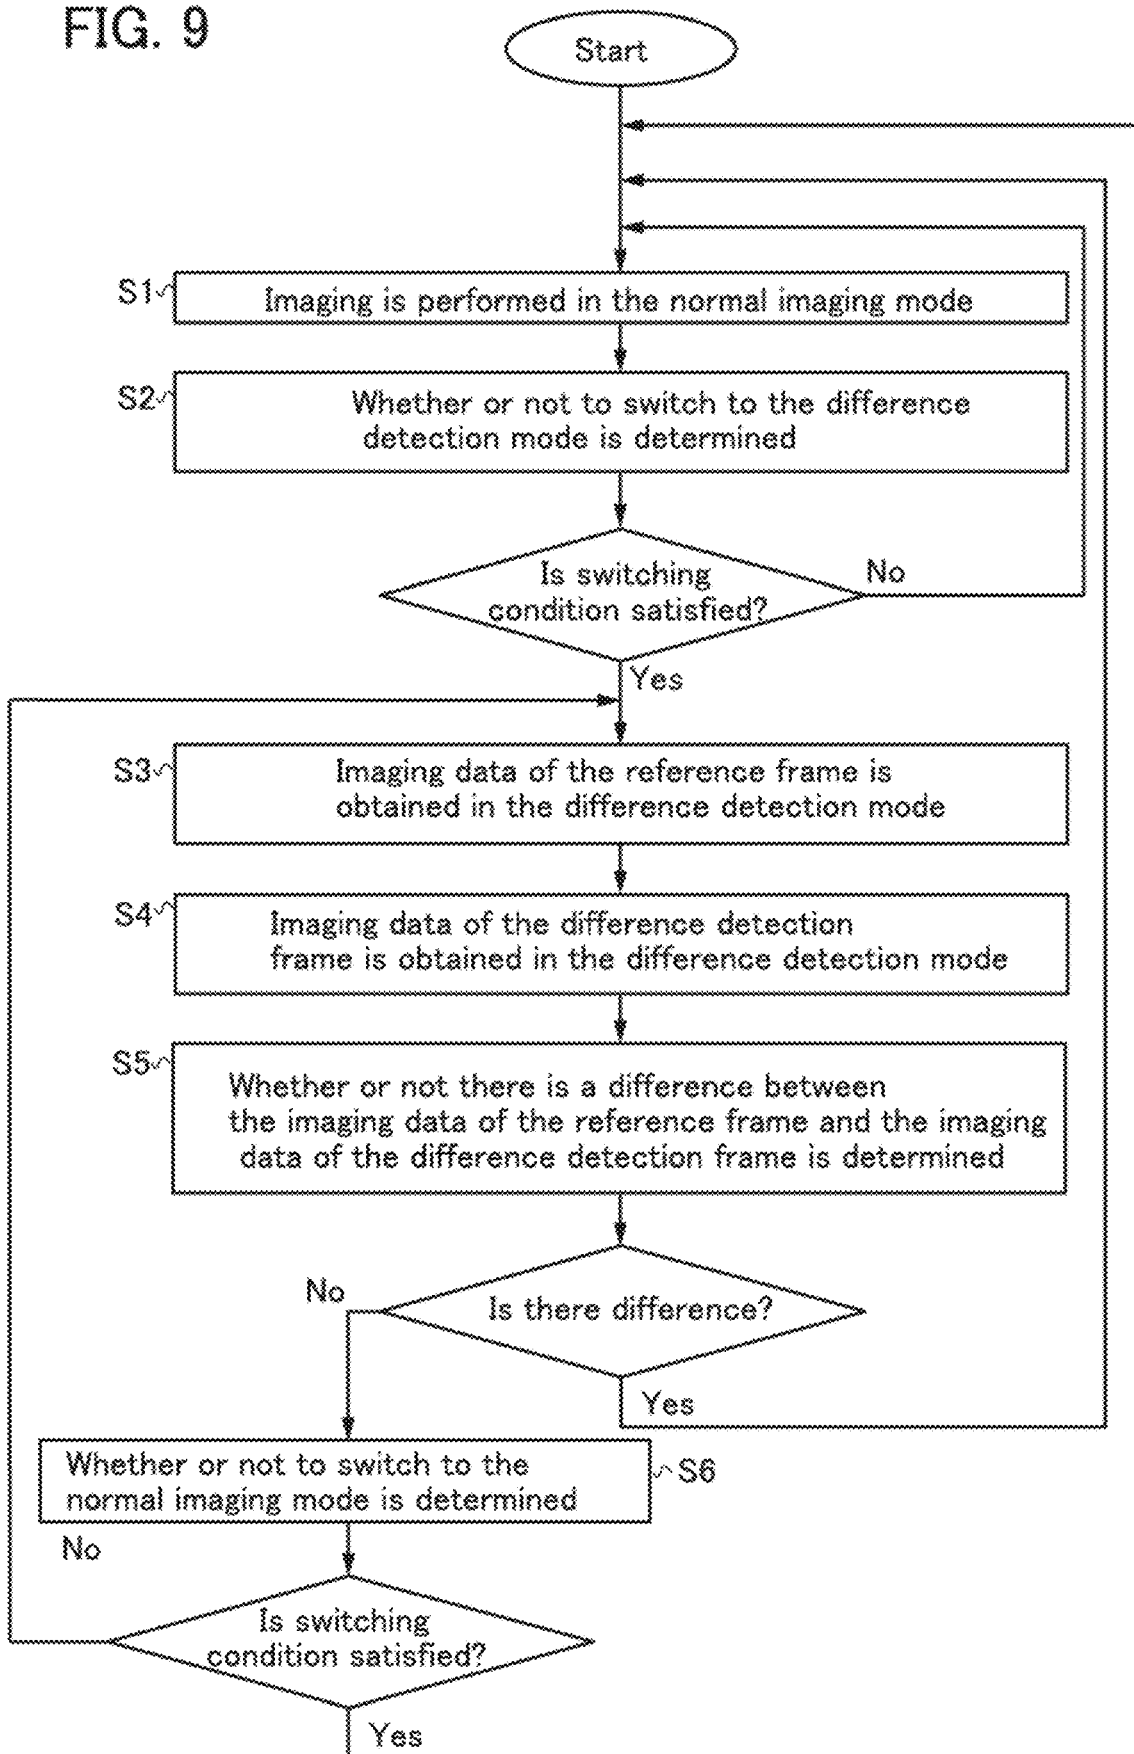 FIG. 9
Start
S1
Imaging is performed in the normal imaging mode
S2
Whether or not to switch to the difference
detection mode is determined
Is switching
condition satisfied?
No
Yes
S3
Imaging data of the reference frame is
obtained in the difference detection mode
S4
Imaging data of the difference detection
frame is obtained in the difference detection mode
S5
Whether or not there is a difference between
the imaging data of the reference frame and the imaging
data of the difference detection frame is determined
No
Is there difference?
Yes
Whether or not to switch to the
normal imaging mode is determined
S6
No
Is switching
condition satisfied?
Yes